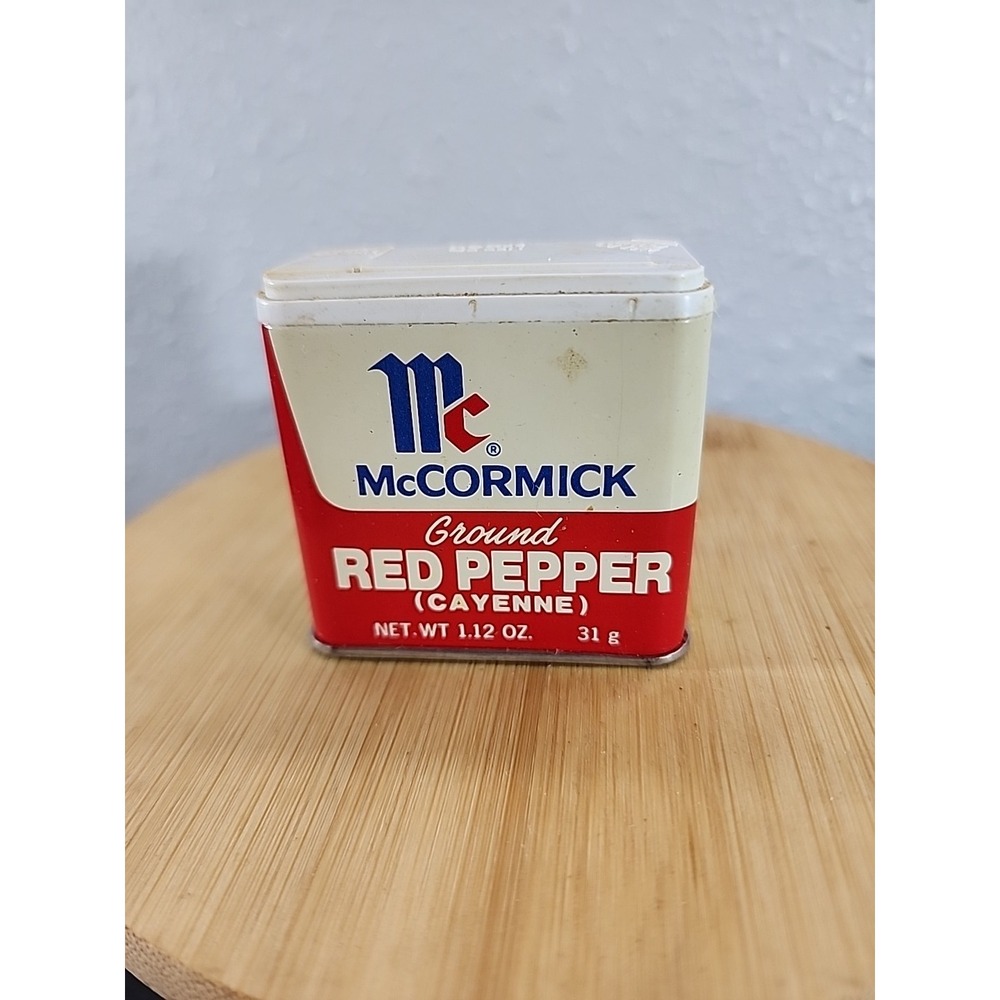 Mc®
McCORMICK
Ground
RED PEPPER
(CAYENNE)
NET.WT 1.12 OZ. 31 g